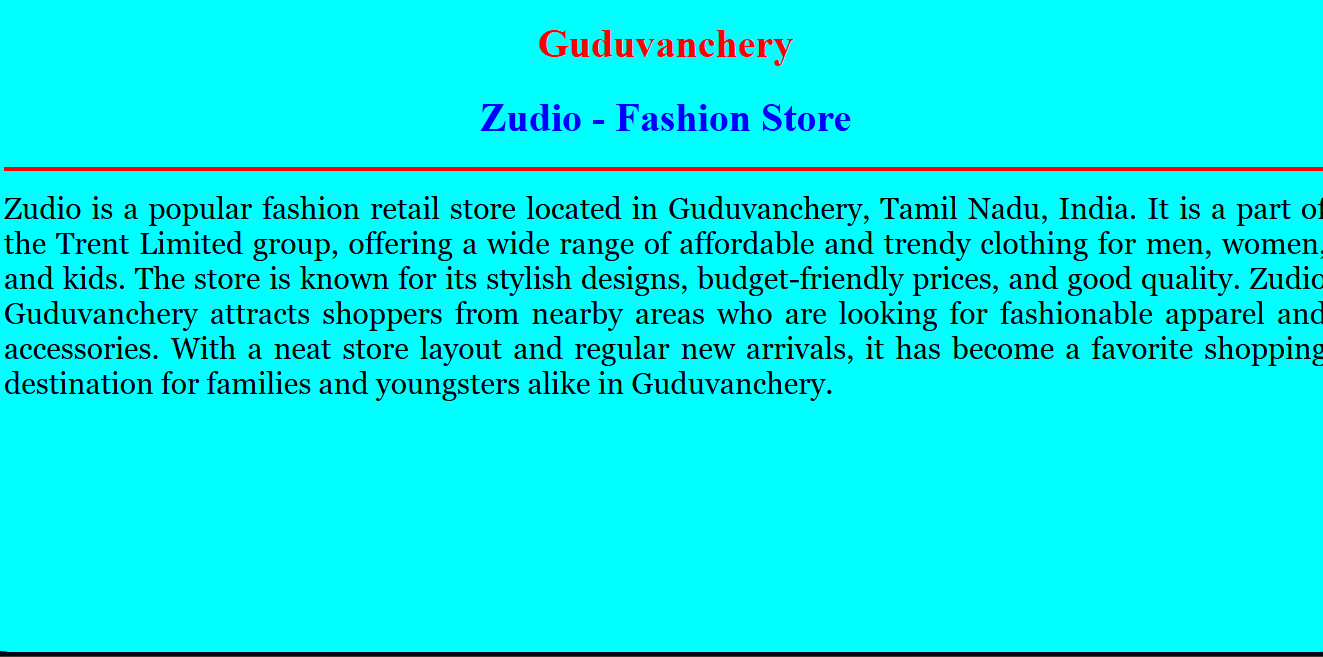 Guduvanchery
Zudio - Fashion Store
Zudio is a popular fashion retail store located in Guduvanchery, Tamil Nadu, India. It is a part of
the Trent Limited group, offering a wide range of affordable and trendy clothing for men, women,
and kids. The store is known for its stylish designs, budget-friendly prices, and good quality. Zudio
Guduvanchery attracts shoppers from nearby areas who are looking for fashionable apparel and
accessories. With a neat store layout and regular new arrivals, it has become a favorite shopping
destination for families and youngsters alike in Guduvanchery.